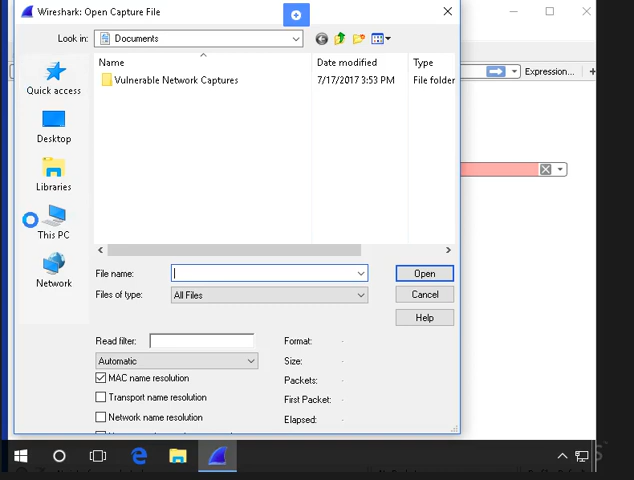 Wireshark: Open Capture File
Look in: Documents
Name Date modified Type
Vulnerable Network Captures 7/17/2017 3:53 PM File folder
Expression...
Quick access
Desktop
Libraries
This PC
Network
File name: Open
Files of type: All Files Cancel
Help
Read filter: Format: -
Automatic Size: -
MAC name resolution Packets: -
Transport name resolution First Packet: -
Network name resolution Elapsed: -